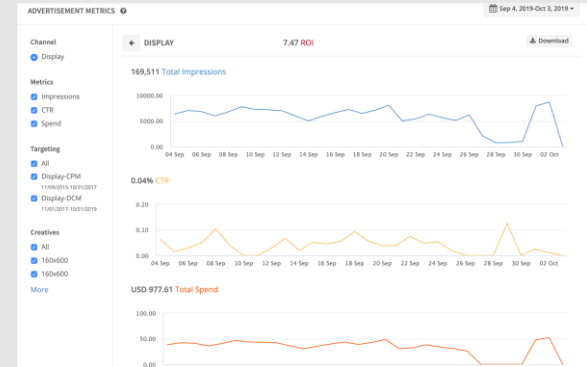 ADVERTISEMENT METRICS
Sep 4, 2019-Oct 3, 2019
Channel
Display
Metrics
Impressions
CTR
Spend
Targeting
All
Display-CPM
11/09/2015-10/31/2017
Display-DCM
11/01/2017-10/31/2019
Creatives
All
160x600
160x600
More
DISPLAY 7.47 ROI Download
169,511 Total Impressions
10000.00
5000.00
0.00
04 Sep 06 Sep 08 Sep 10 Sep 12 Sep 14 Sep 16 Sep 18 Sep 20 Sep 22 Sep 24 Sep 26 Sep 28 Sep 30 Sep 02 Oct
0.04% CTR
0.20
0.10
0.00
04 Sep 06 Sep 08 Sep 10 Sep 12 Sep 14 Sep 16 Sep 18 Sep 20 Sep 22 Sep 24 Sep 26 Sep 28 Sep 30 Sep 02 Oct
USD 977.61 Total Spend
100.00
50.00
0.00